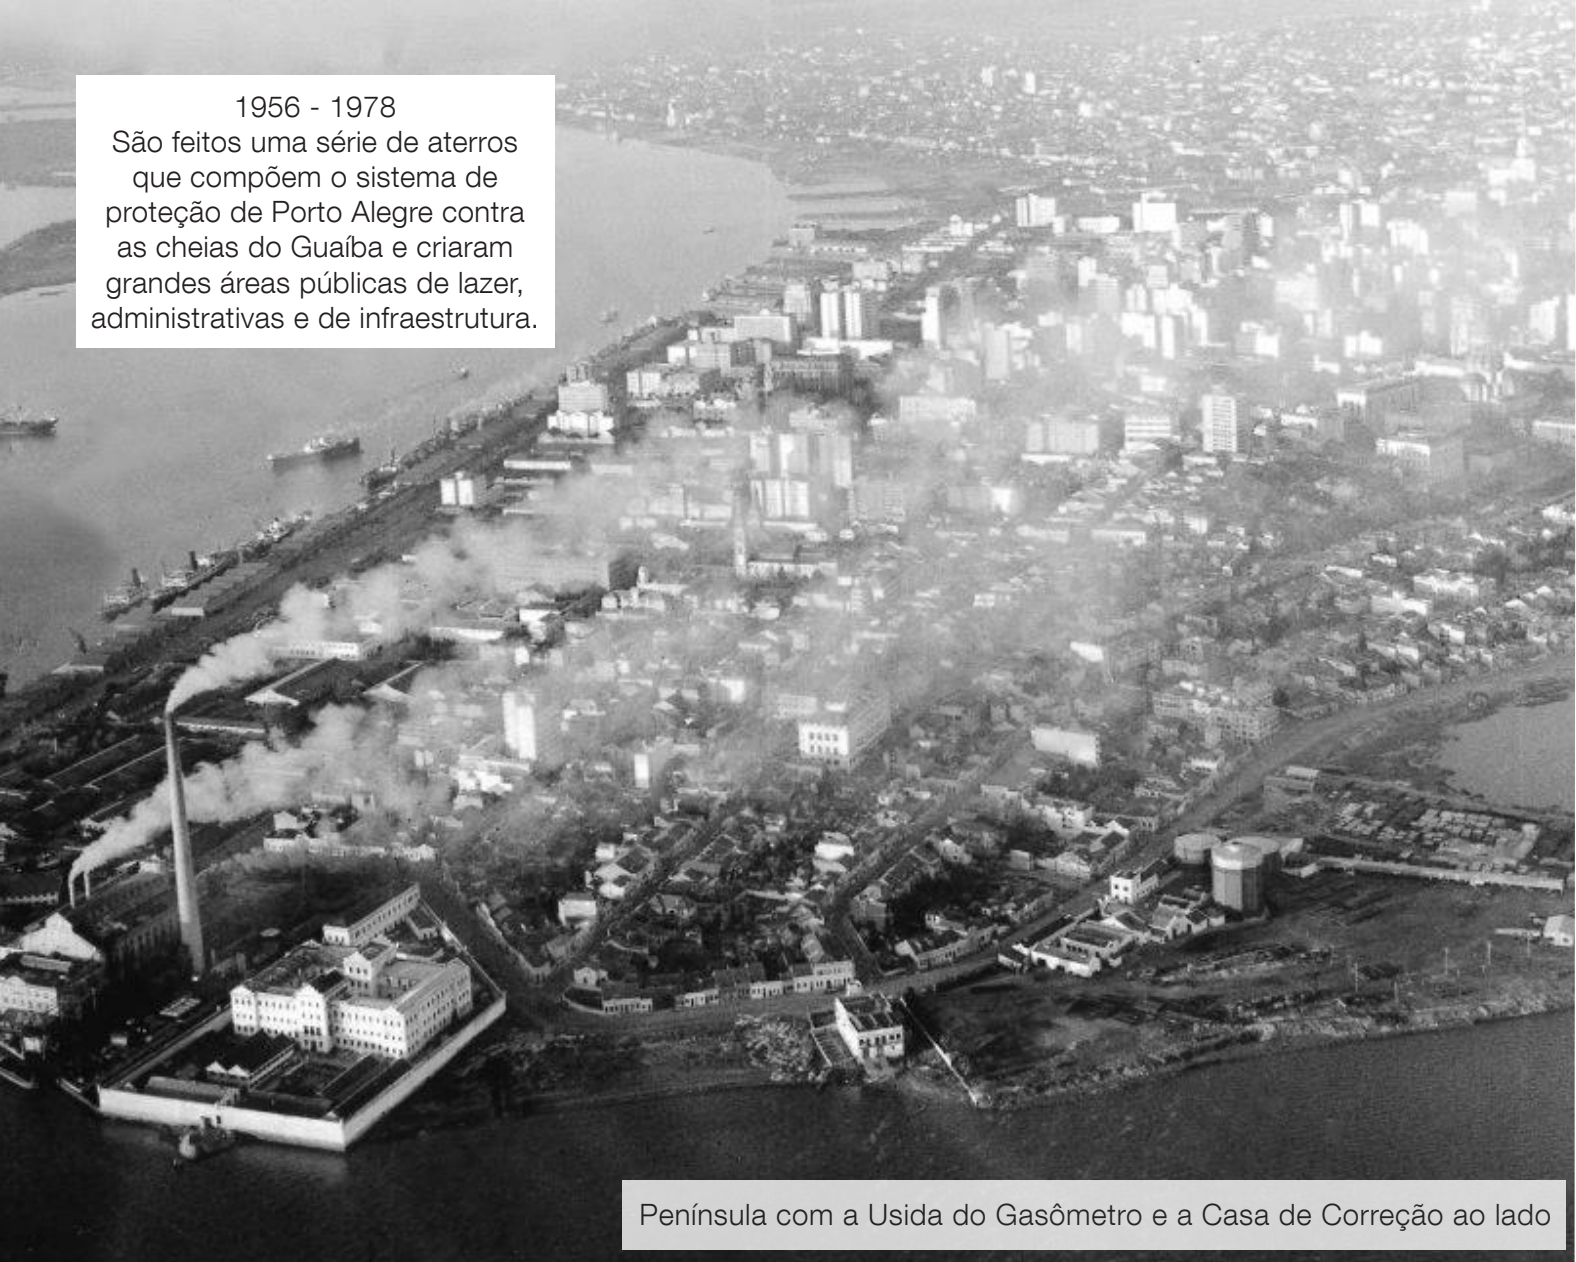 1956 - 1978
São feitos uma série de aterros
que compõem o sistema de
proteção de Porto Alegre contra
as cheias do Guaíba e criaram
grandes áreas públicas de lazer,
administrativas e de infraestrutura.
Península com a Usida do Gasômetro e a Casa de Correção ao lado